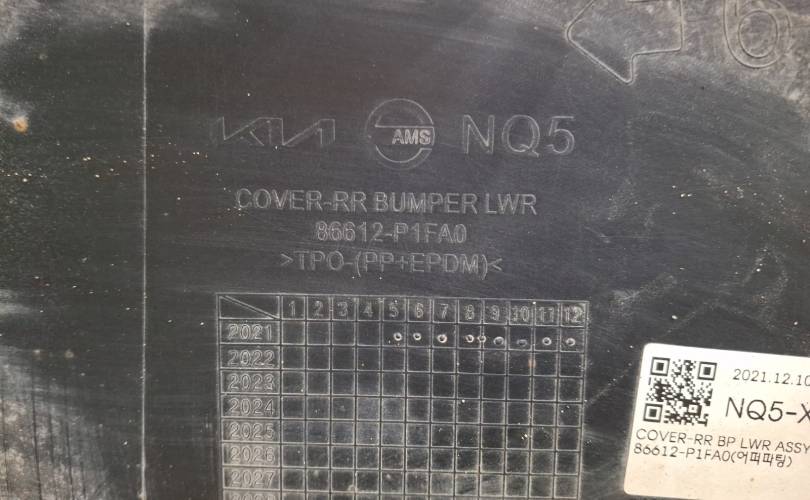 6
KIA AMS NQ5
COVER-RR BUMPER LWR
86612-P1FA0
>TPO-(PP+EPDM)<
1 2 3 4 5 6 7 8 9 10 11 12
2021
2022
2023
2024
2025
2026
2027
2028
2021.12.10
NQ5-X
COVER-RR BP LWR ASSY
86612-P1FA0(어퍼파팅)